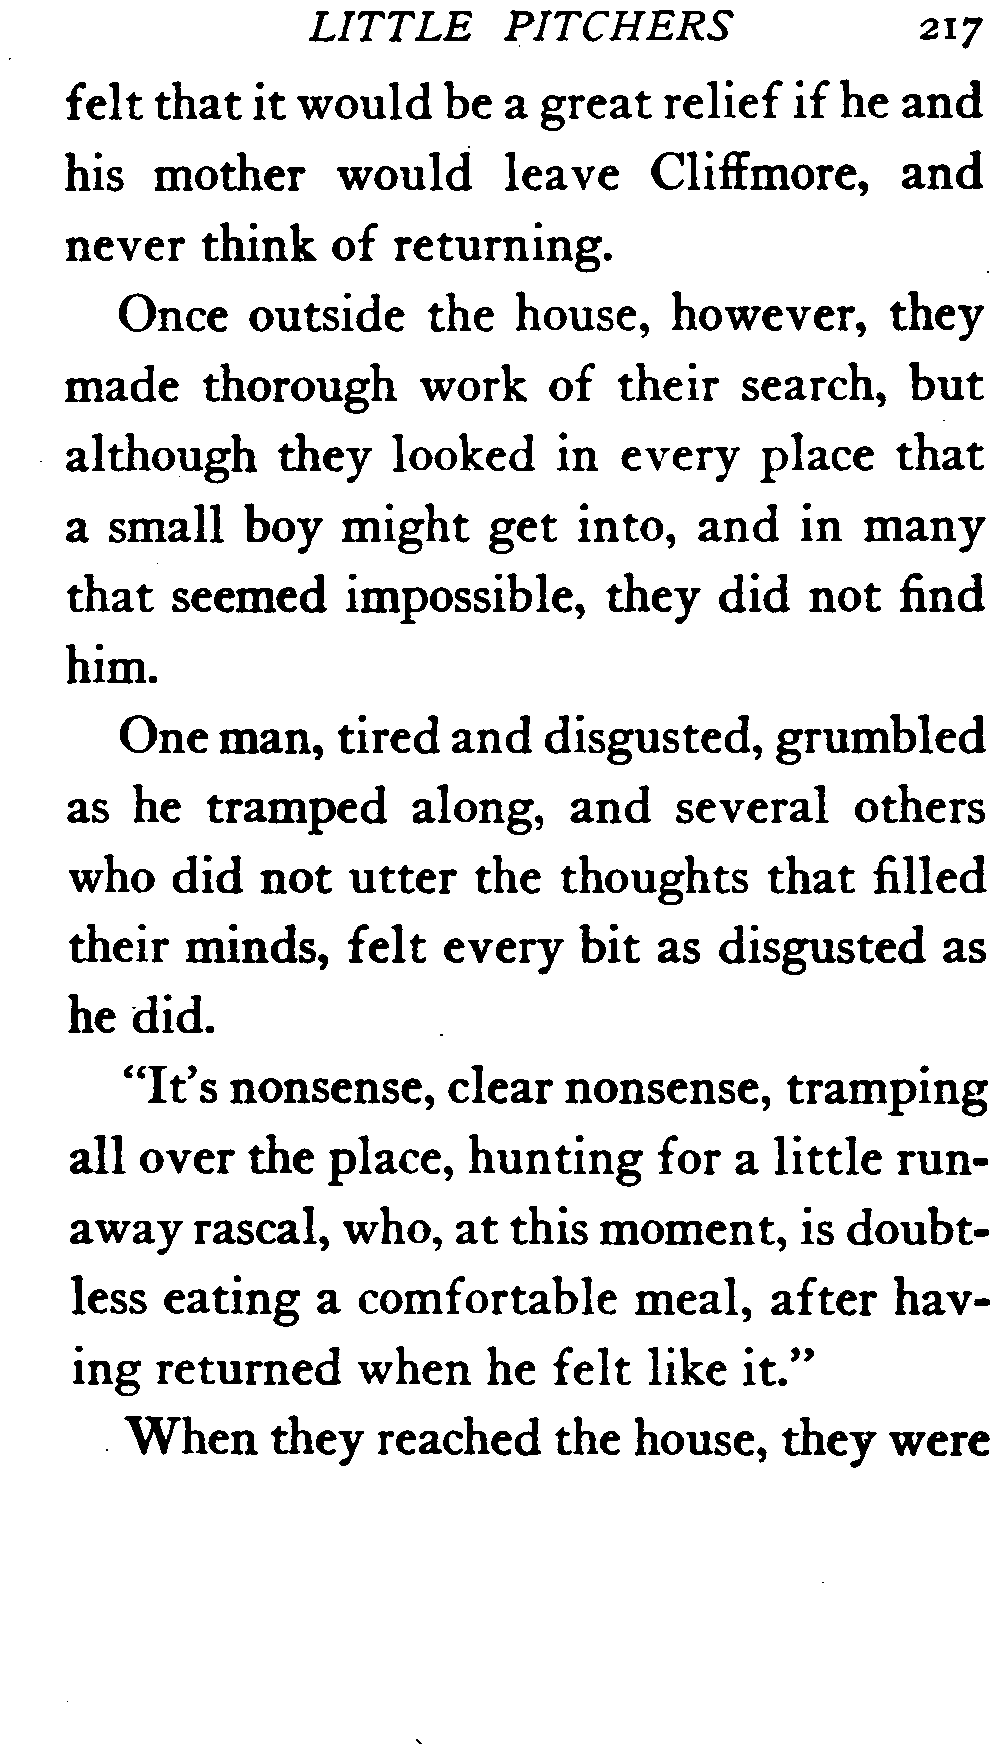 LITTLE PITCHERS 217
felt that it would be a great relief if he and
his mother would leave Cliffmore, and
never think of returning.
Once outside the house, however, they
made thorough work of their search, but
although they looked in every place that
a small boy might get into, and in many
that seemed impossible, they did not find
him.
One man, tired and disgusted, grumbled
as he tramped along, and several others
who did not utter the thoughts that filled
their minds, felt every bit as disgusted as
he did.
"It's nonsense, clear nonsense, tramping
all over the place, hunting for a little run-
away rascal, who, at this moment, is doubt-
less eating a comfortable meal, after hav-
ing returned when he felt like it."
When they reached the house, they were